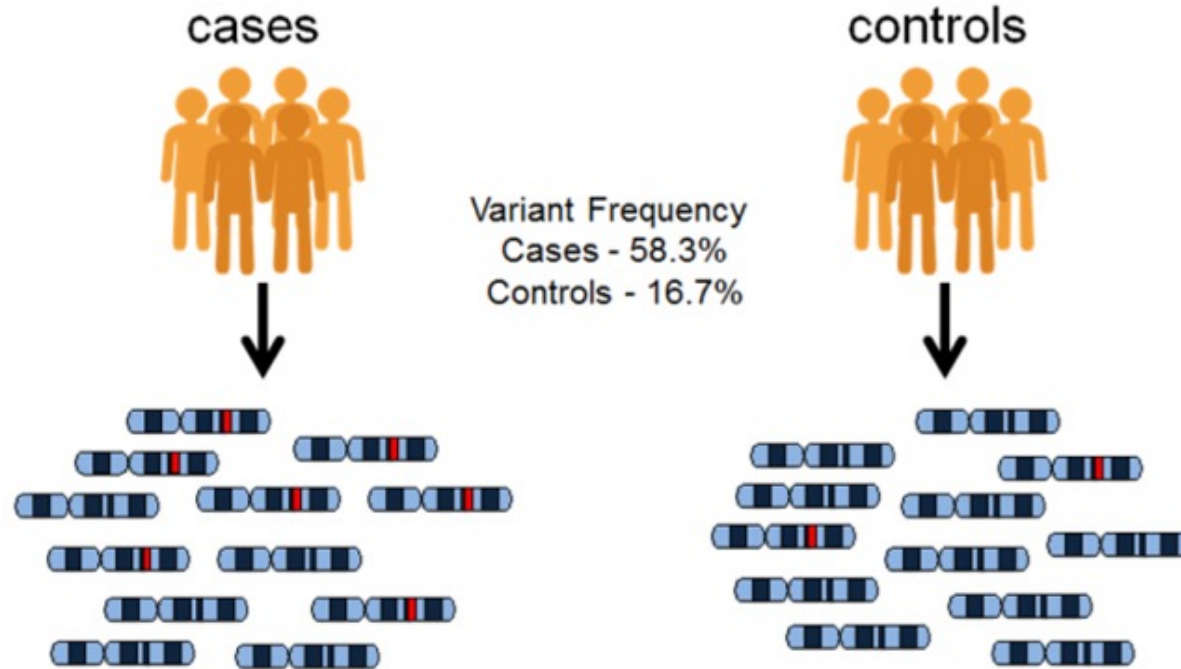 cases
controls
Variant Frequency
Cases - 58.3%
Controls - 16.7%